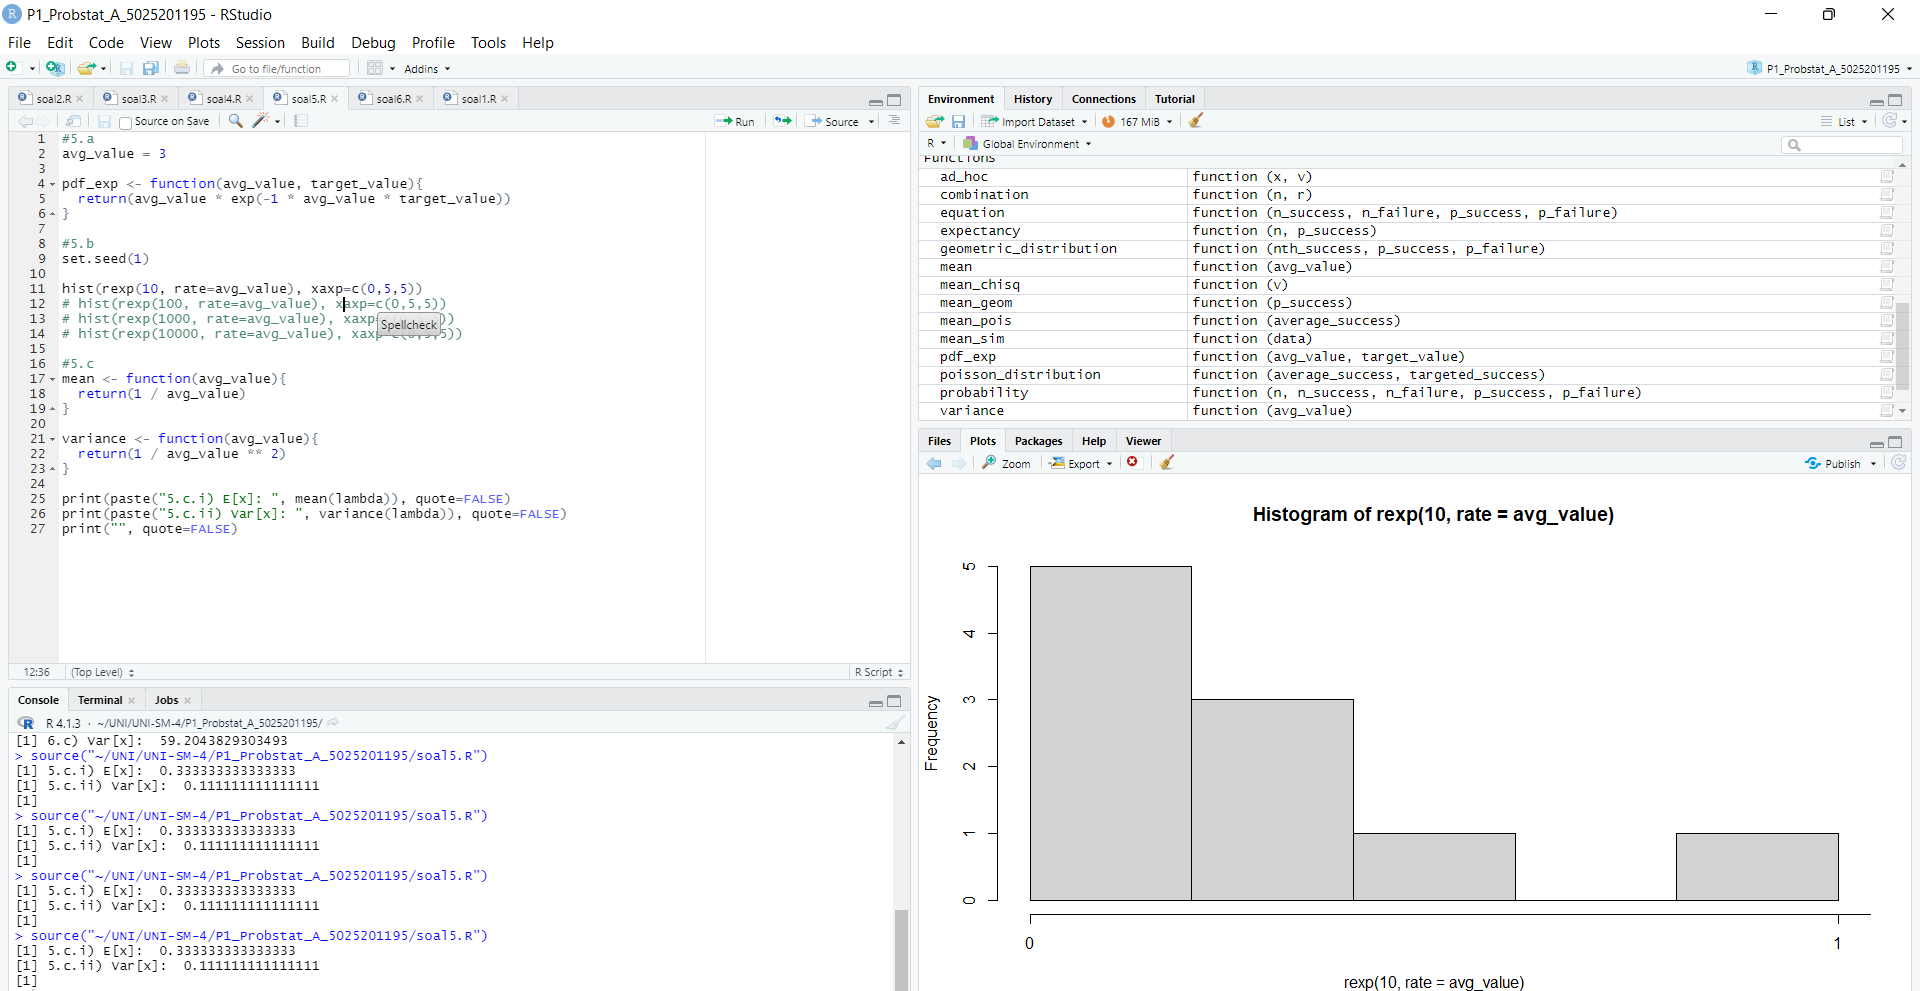 P1_Probstat_A_5025201195 - RStudio
File Edit Code View Plots Session Build Debug Profile Tools Help
Go to file/function Addins
P1_Probstat_A_5025201195
soal2.R soal3.R soal4.R soal5.R soal6.R soal1.R
Source on Save Run Source
1 #5.a
2 avg_value = 3
3
4 pdf_exp <- function(avg_value, target_value){
5 return(avg_value * exp(-1 * avg_value * target_value))
6 }
7
8 #5.b
9 set.seed(1)
10
11 hist(rexp(10, rate=avg_value), xaxp=c(0,5,5))
12 # hist(rexp(100, rate=avg_value), xaxp=c(0,5,5))
13 # hist(rexp(1000, rate=avg_value), xaxp ))
Spellcheck
14 # hist(rexp(10000, rate=avg_value), xaxp=c(0,5,5))
15
16 #5.c
17 mean <- function(avg_value){
18 return(1 / avg_value)
19 }
20
21 variance <- function(avg_value){
22 return(1 / avg_value ** 2)
23 }
24
25 print(paste("5.c.i) E[x]: ", mean(lambda)), quote=FALSE)
26 print(paste("5.c.ii) Var[x]: ", variance(lambda)), quote=FALSE)
27 print("", quote=FALSE)
12:36 (Top Level) R Script
Console Terminal Jobs
R 4.1.3 · ~/UNI/UNI-SM-4/P1_Probstat_A_5025201195/
[1] 6.c) Var[x]: 59.2043829303493
> source("~/UNI/UNI-SM-4/P1_Probstat_A_5025201195/soal5.R")
[1] 5.c.i) E[x]: 0.333333333333333
[1] 5.c.ii) Var[x]: 0.111111111111111
[1]
> source("~/UNI/UNI-SM-4/P1_Probstat_A_5025201195/soal5.R")
[1] 5.c.i) E[x]: 0.333333333333333
[1] 5.c.ii) Var[x]: 0.111111111111111
[1]
> source("~/UNI/UNI-SM-4/P1_Probstat_A_5025201195/soal5.R")
[1] 5.c.i) E[x]: 0.333333333333333
[1] 5.c.ii) Var[x]: 0.111111111111111
[1]
> source("~/UNI/UNI-SM-4/P1_Probstat_A_5025201195/soal5.R")
[1] 5.c.i) E[x]: 0.333333333333333
[1] 5.c.ii) Var[x]: 0.111111111111111
[1]
Environment History Connections Tutorial
Import Dataset 167 MiB List
R Global Environment
Functions
ad_hoc function (x, v)
combination function (n, r)
equation function (n_success, n_failure, p_success, p_failure)
expectancy function (n, p_success)
geometric_distribution function (nth_success, p_success, p_failure)
mean function (avg_value)
mean_chisq function (v)
mean_geom function (p_success)
mean_pois function (average_success)
mean_sim function (data)
pdf_exp function (avg_value, target_value)
poisson_distribution function (average_success, targeted_success)
probability function (n, n_success, n_failure, p_success, p_failure)
variance function (avg_value)
Files Plots Packages Help Viewer
Zoom Export Publish
Histogram of rexp(10, rate = avg_value)
Frequency
5
4
3
2
1
0
0 1
rexp(10, rate = avg_value)